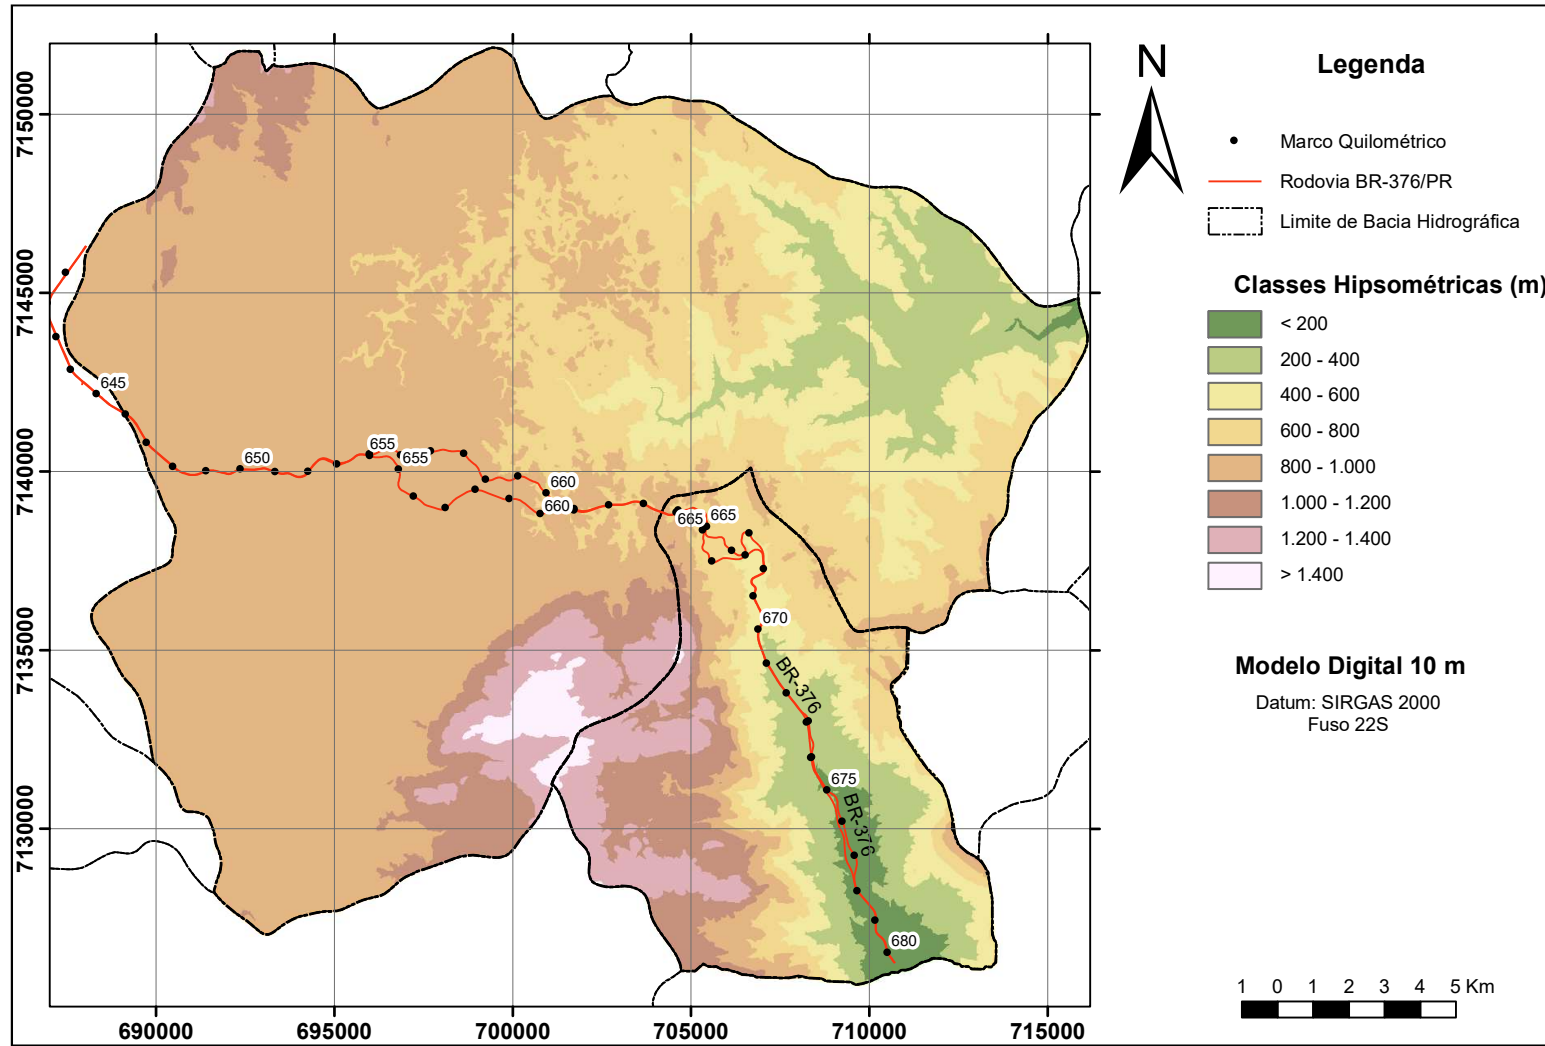 7150000
7145000
7140000
7135000
7130000
690000
695000
700000
705000
710000
715000
645
650
655
655
660
660
665
665
670
BR-376
675
BR-376
680
N
Legenda
Marco Quilométrico
Rodovia BR-376/PR
Limite de Bacia Hidrográfica
Classes Hipsométricas (m)
< 200
200 - 400
400 - 600
600 - 800
800 - 1.000
1.000 - 1.200
1.200 - 1.400
> 1.400
Modelo Digital 10 m
Datum: SIRGAS 2000
Fuso 22S
1 0 1 2 3 4 5 Km